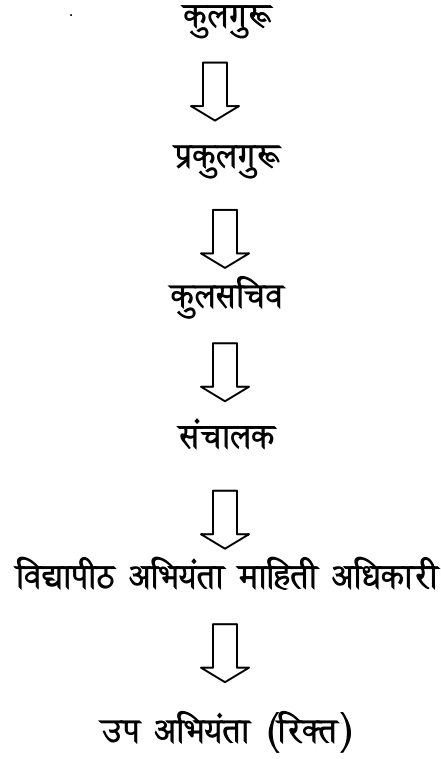 कुलगुरू
प्रकुलगुरू
कुलसचिव
संचालक
विद्यापीठ अभियंता माहिती अधिकारी
उप अभियंता (रिक्त)